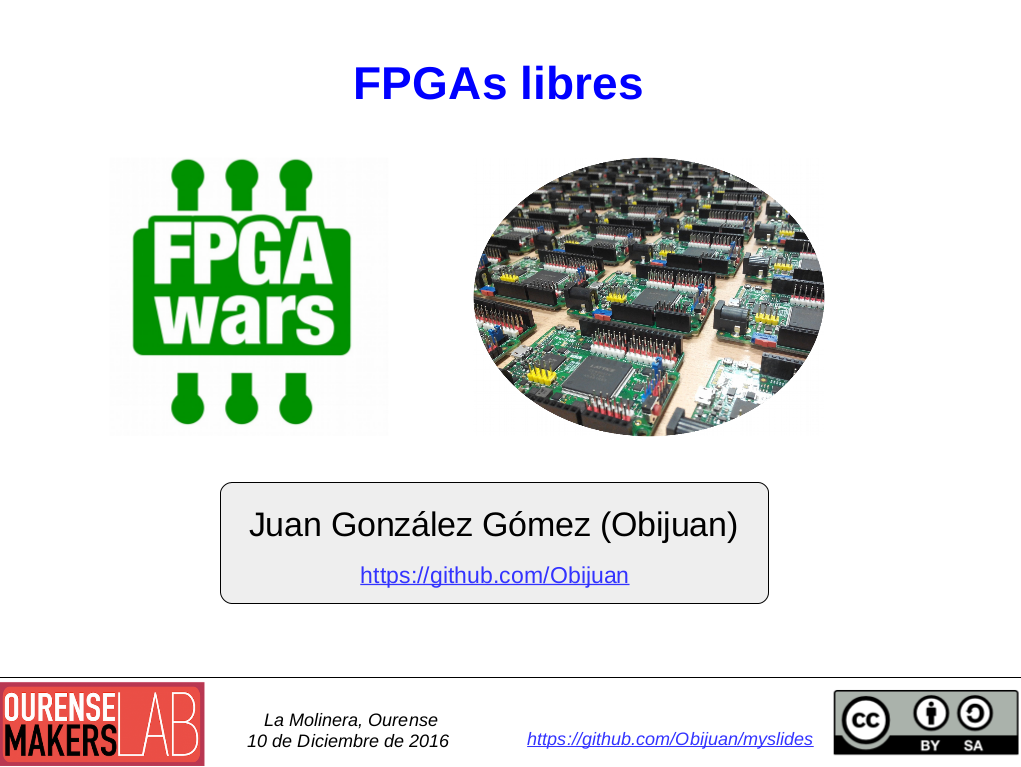 FPGAs libres
FPGA
wars
Juan González Gómez (Obijuan)
https://github.com/Obijuan
OURENSE
MAKERS
LAB
La Molinera, Ourense
10 de Diciembre de 2016
https://github.com/Obijuan/myslides
cc
BY SA